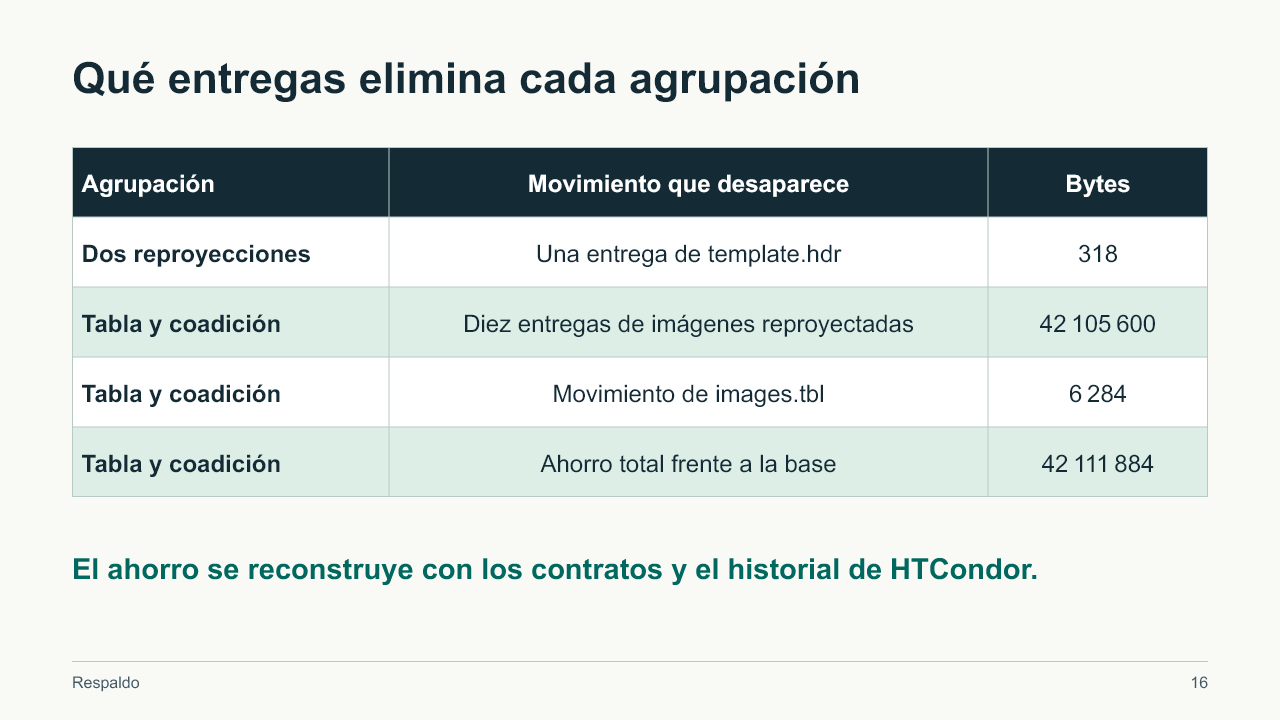 Qué entregas elimina cada agrupación
Agrupación Movimiento que desaparece Bytes
Dos reproyecciones Una entrega de template.hdr 318
Tabla y coadición Diez entregas de imágenes reproyectadas 42 105 600
Tabla y coadición Movimiento de images.tbl 6 284
Tabla y coadición Ahorro total frente a la base 42 111 884
El ahorro se reconstruye con los contratos y el historial de HTCondor.
Respaldo 16